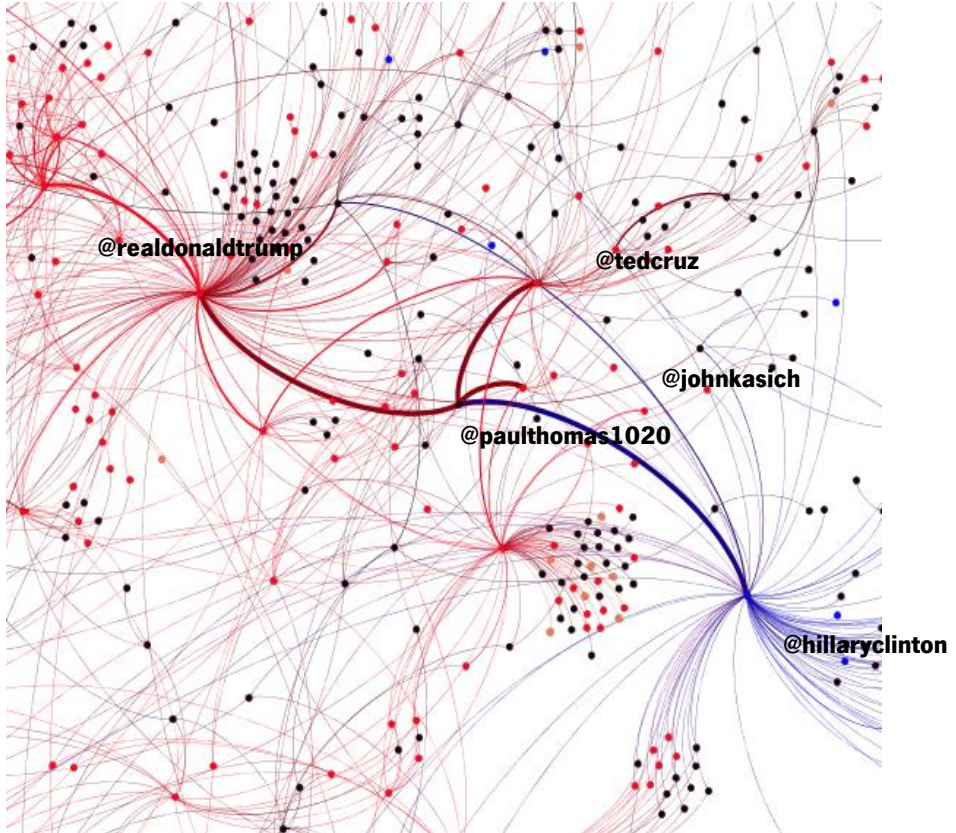 @realdonaldtrump
@tedcruz
@johnkasich
@paulthomas1020
@hillaryclinton